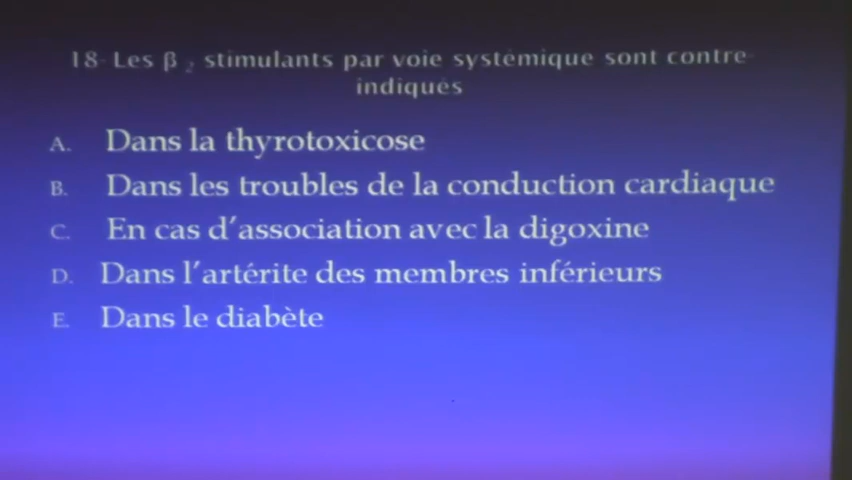 18- Les β 2 stimulants par voie systémique sont contre-
indiqués
A. Dans la thyrotoxicose
B. Dans les troubles de la conduction cardiaque
C. En cas d'association avec la digoxine
D. Dans l'artérite des membres inférieurs
E. Dans le diabète